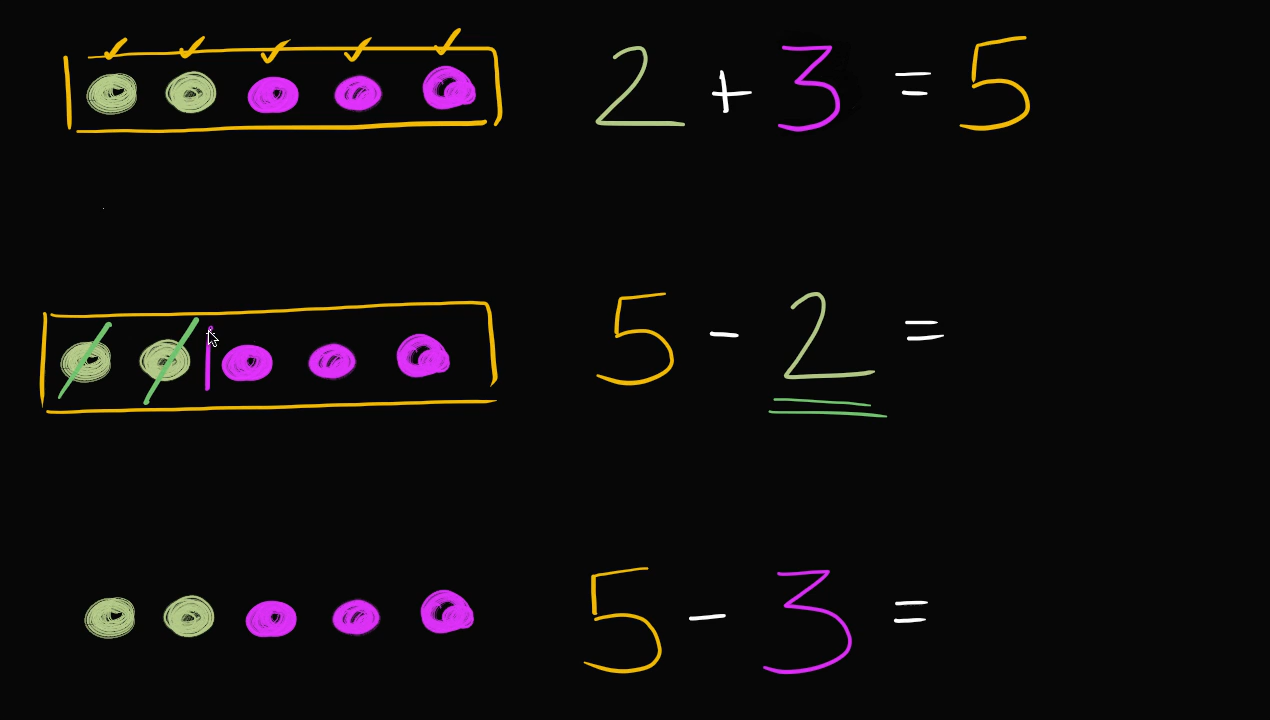 2 + 3 = 5
5 - 2 =
5 - 3 =